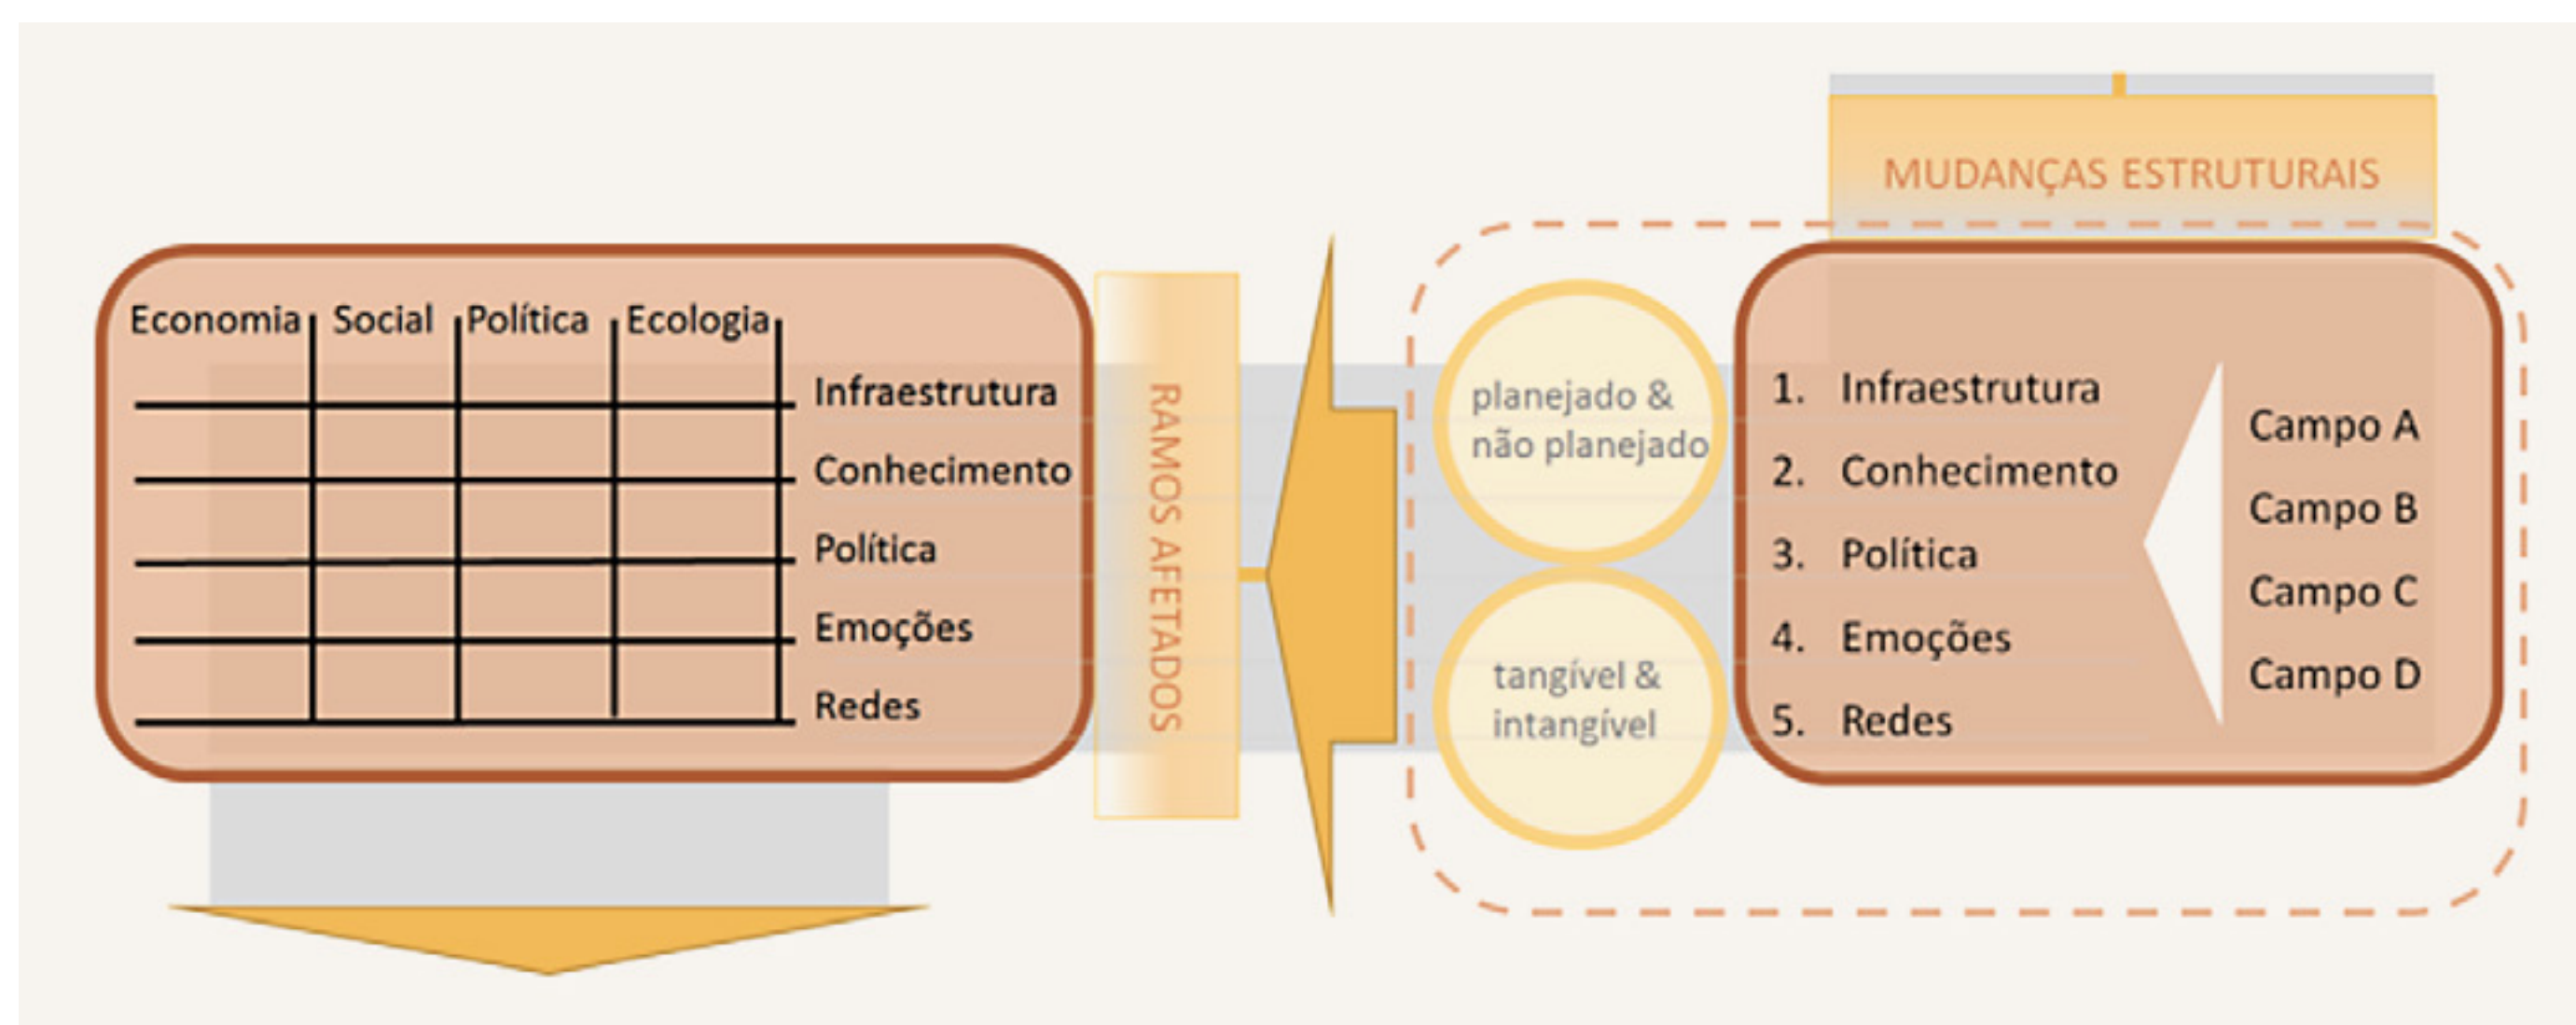 MUDANÇAS ESTRUTURAIS
Economia Social Política Ecologia
Infraestrutura
Conhecimento
Política
Emoções
Redes
RAMOS AFETADOS
planejado &
não planejado
tangível &
intangível
1. Infraestrutura
2. Conhecimento
3. Política
4. Emoções
5. Redes
Campo A
Campo B
Campo C
Campo D